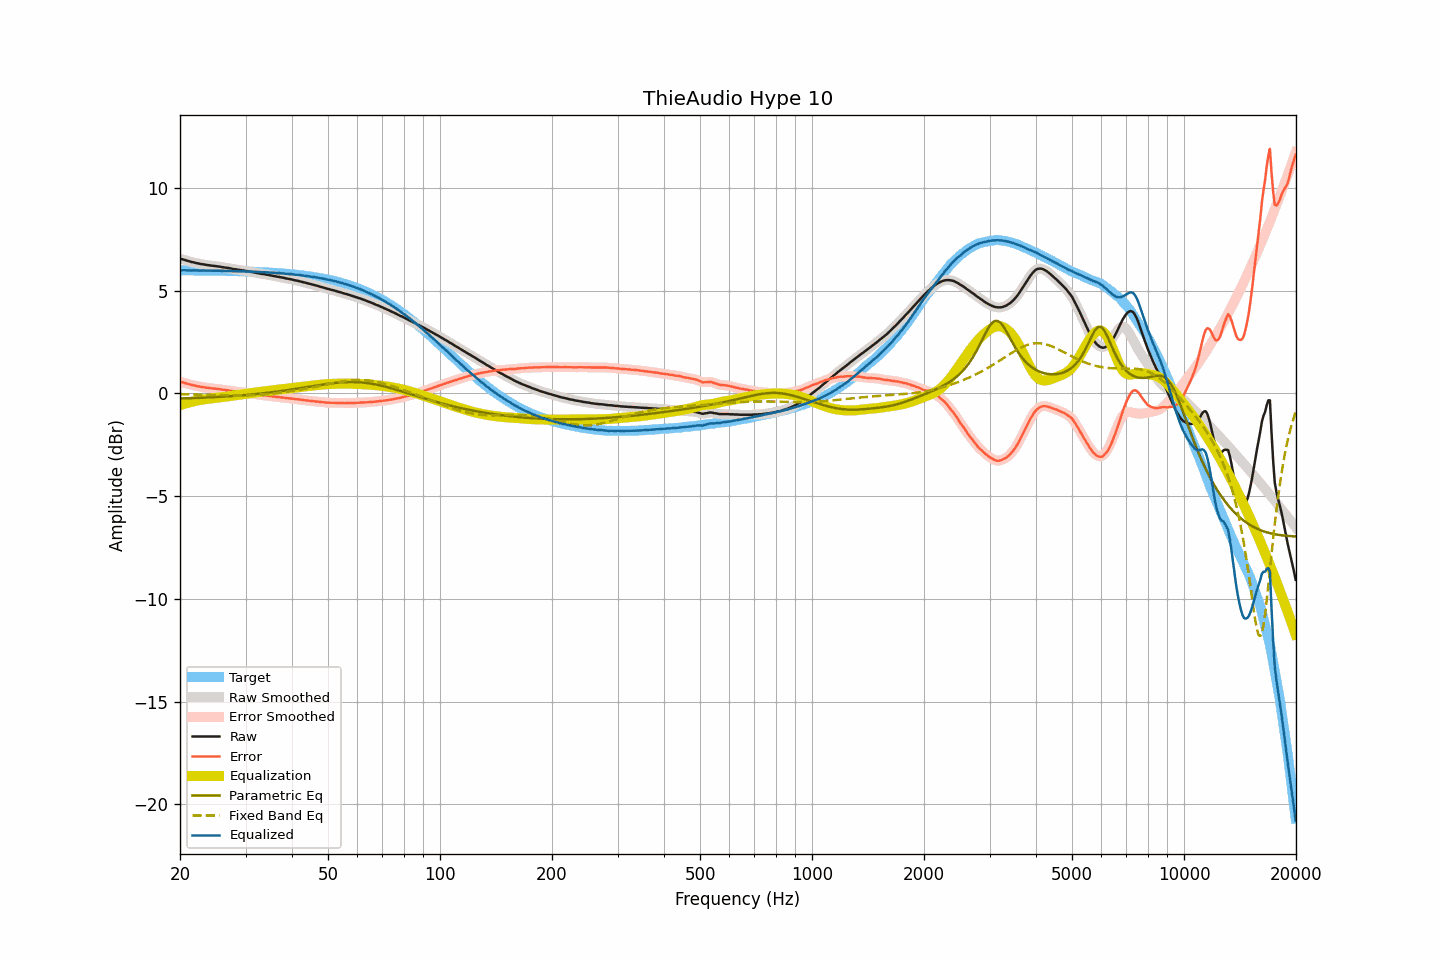 ThieAudio Hype 10
10
5
0
−5
−10
−15
−20
Amplitude (dBr)
Target
Raw Smoothed
Error Smoothed
Raw
Error
Equalization
Parametric Eq
Fixed Band Eq
Equalized
20 50 100 200 500 1000 2000 5000 10000 20000
Frequency (Hz)